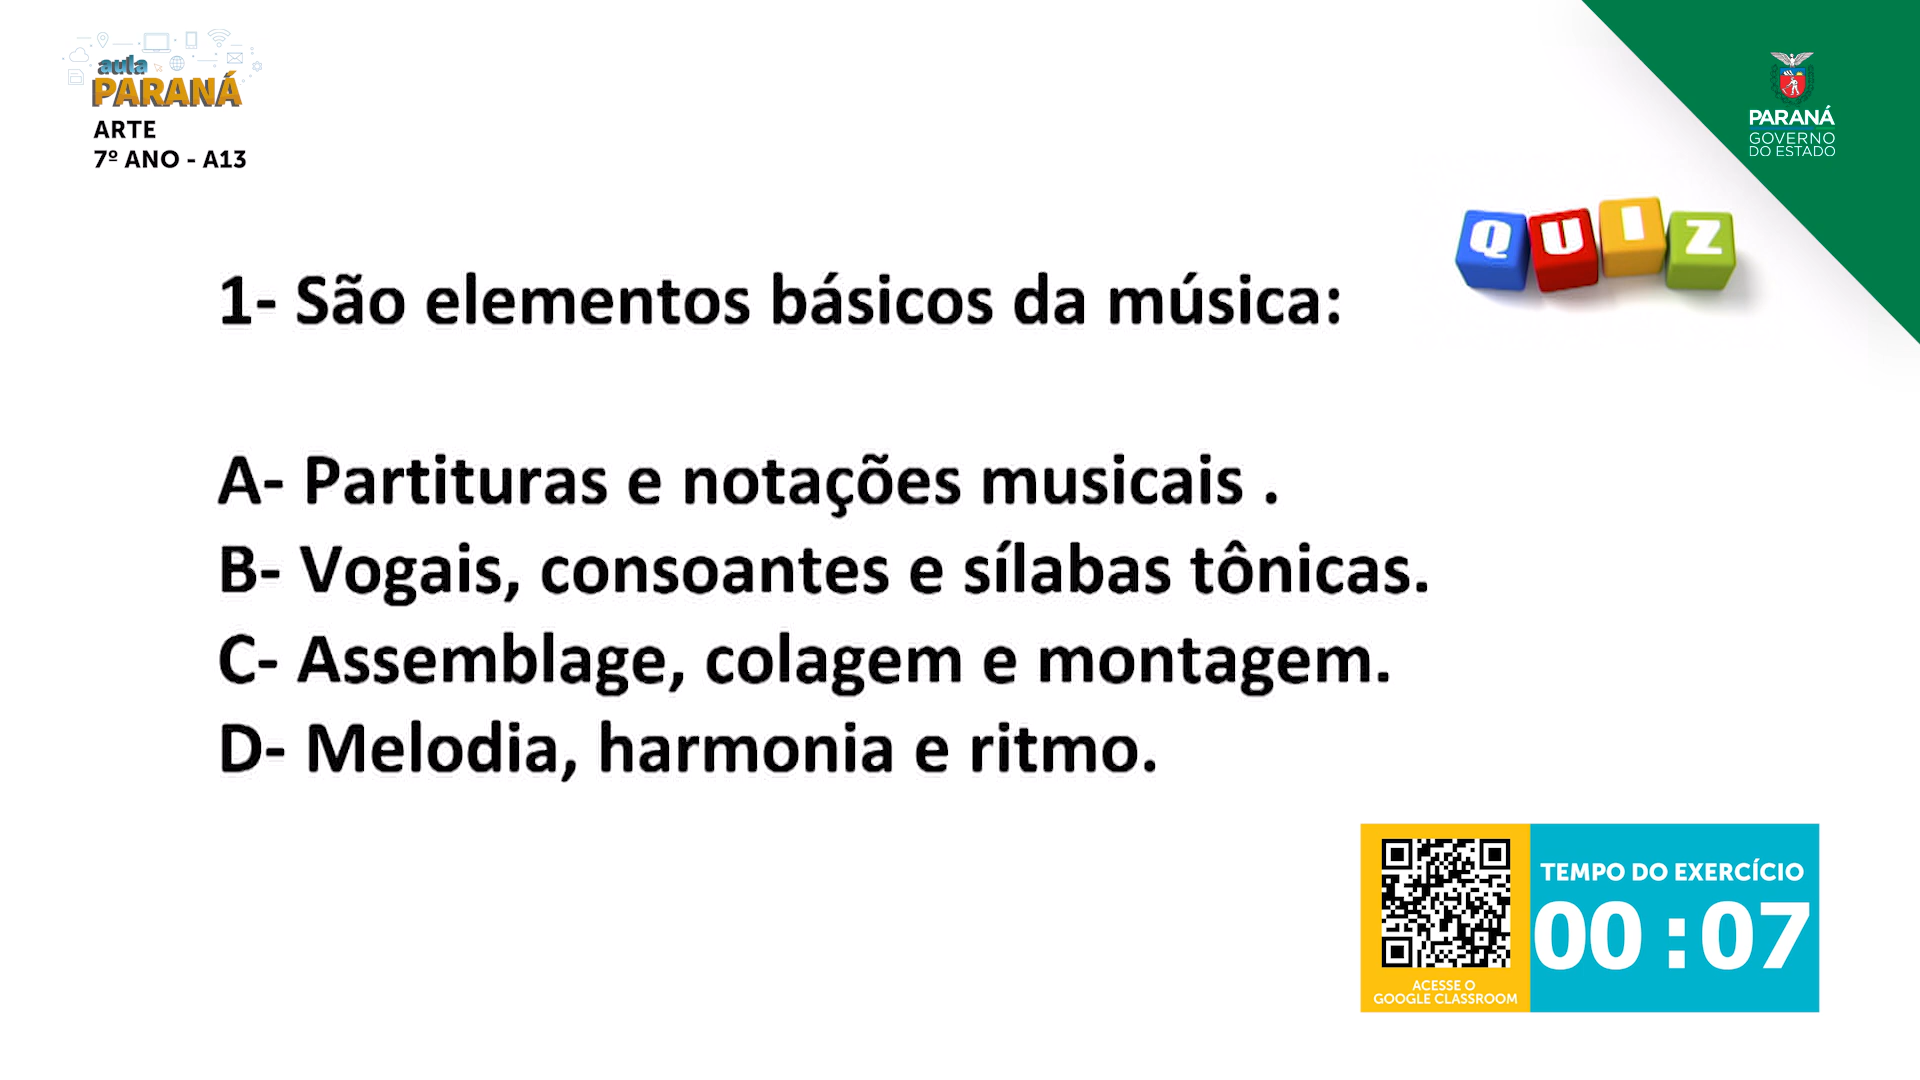 aula
PARANÁ
ARTE
7º ANO - A13
PARANÁ
GOVERNO
DO ESTADO
QUIZ
1- São elementos básicos da música:
A- Partituras e notações musicais .
B- Vogais, consoantes e sílabas tônicas.
C- Assemblage, colagem e montagem.
D- Melodia, harmonia e ritmo.
TEMPO DO EXERCÍCIO
00 :07
ACESSE O
GOOGLE CLASSROOM